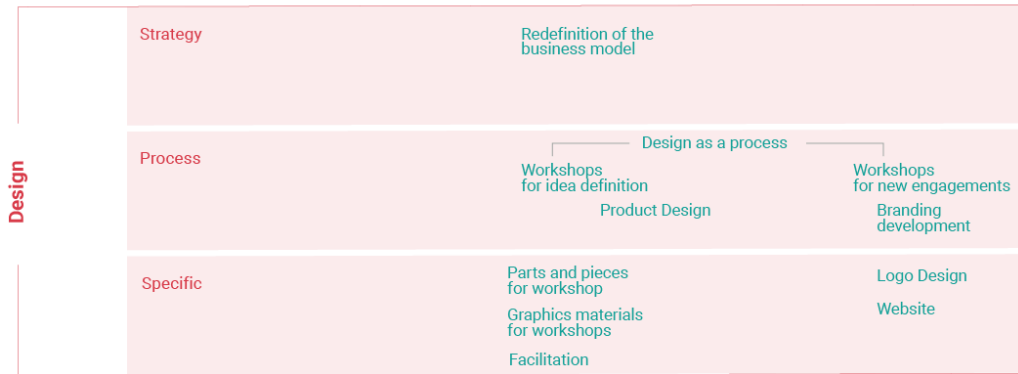 Design
Strategy
Redefinition of the
business model
Process
Design as a process
Workshops
for idea definition
Product Design
Workshops
for new engagements
Branding
development
Specific
Parts and pieces
for workshop
Graphics materials
for workshops
Facilitation
Logo Design
Website